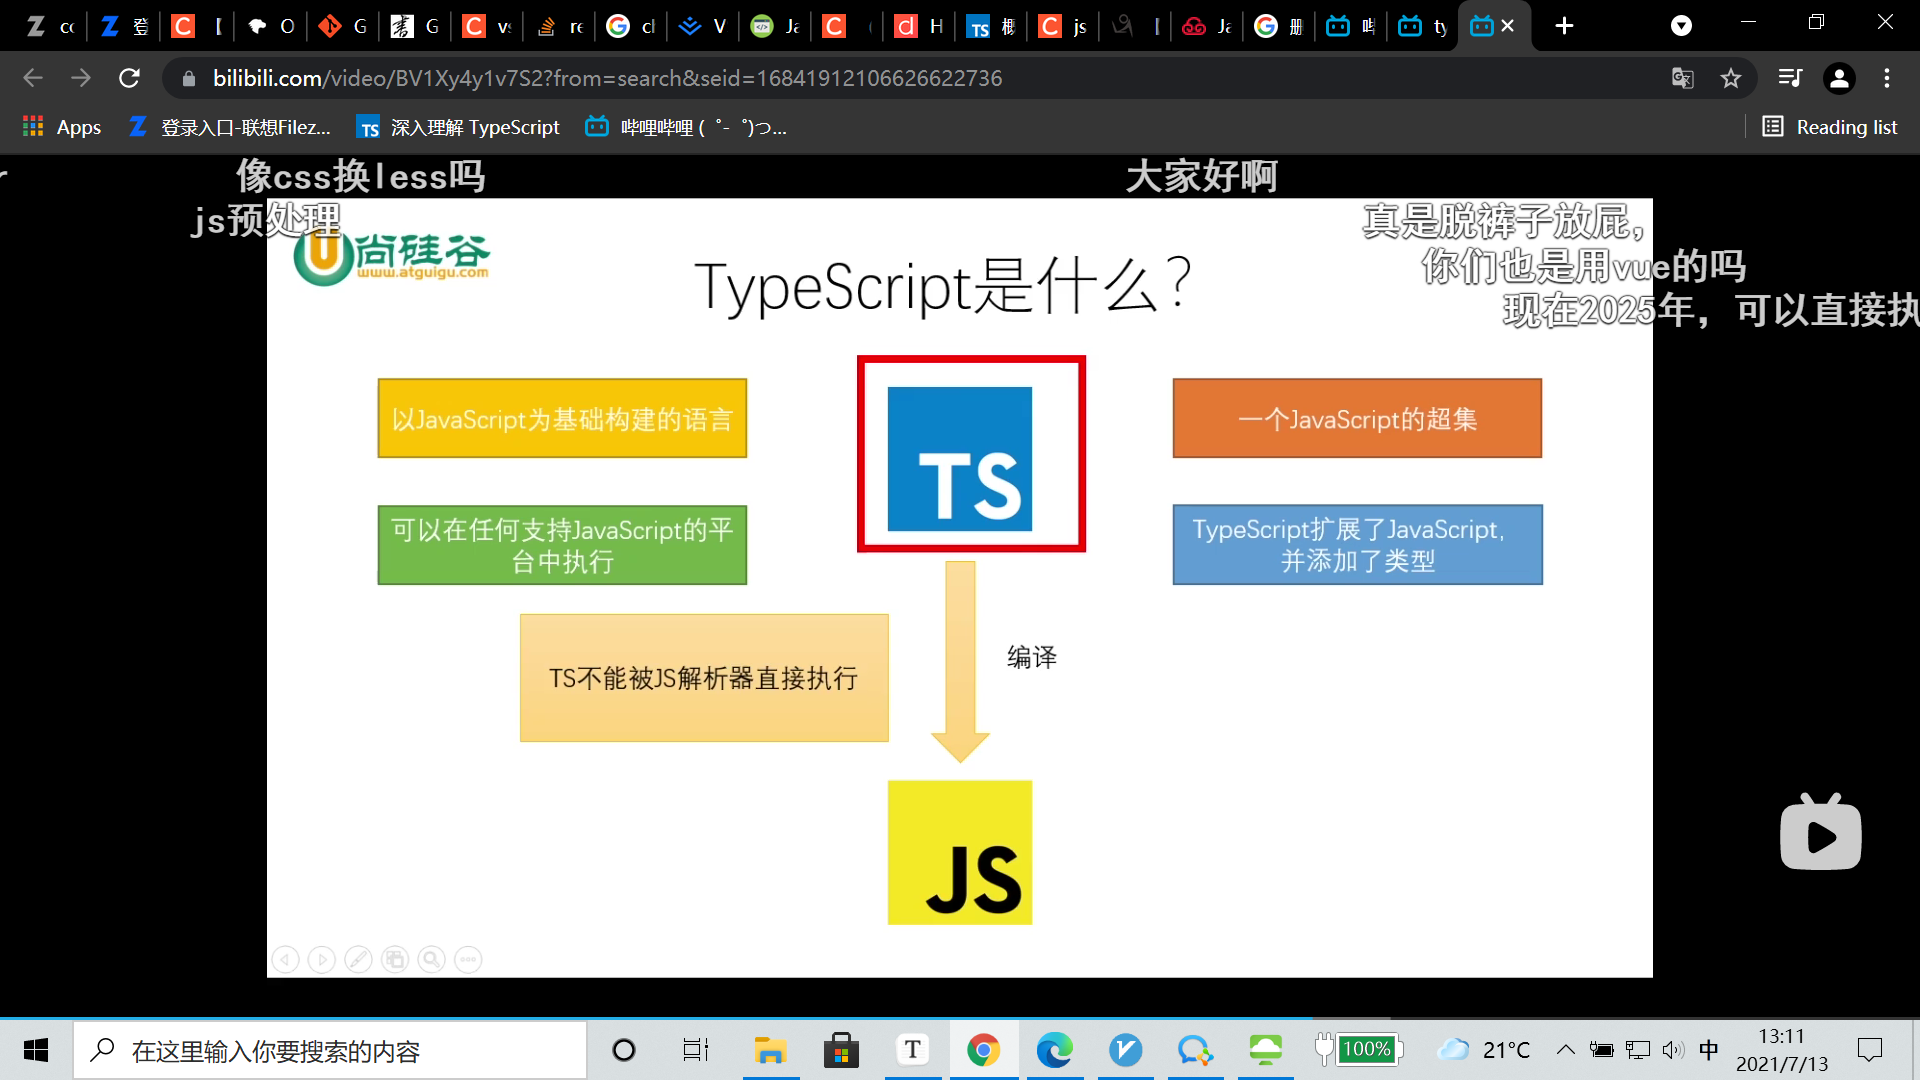 cc
登
C
[
O
G
书 G
C vs
re
cl
V
Ja
C (
d H
TS 概
C js
[
Ja
册
哔
ty
bilibili.com/video/BV1Xy4y1v7S2?from=search&seid=16841912106626622736
Apps
登录入口-联想Filez...
TS 深入理解 TypeScript
哔哩哔哩 (゜-゜)つ...
Reading list
r
像css换less吗
大家好啊
js预处理
真是脱裤子放屁,
你们也是用vue的吗
现在2025年，可以直接执
尚硅谷
www.atguigu.com
TypeScript是什么？
以JavaScript为基础构建的语言
一个JavaScript的超集
可以在任何支持JavaScript的平
台中执行
TypeScript扩展了JavaScript,
并添加了类型
TS
TS不能被JS解析器直接执行
编译
JS
在这里输入你要搜索的内容
T
100%
21°C
中
13:11
2021/7/13